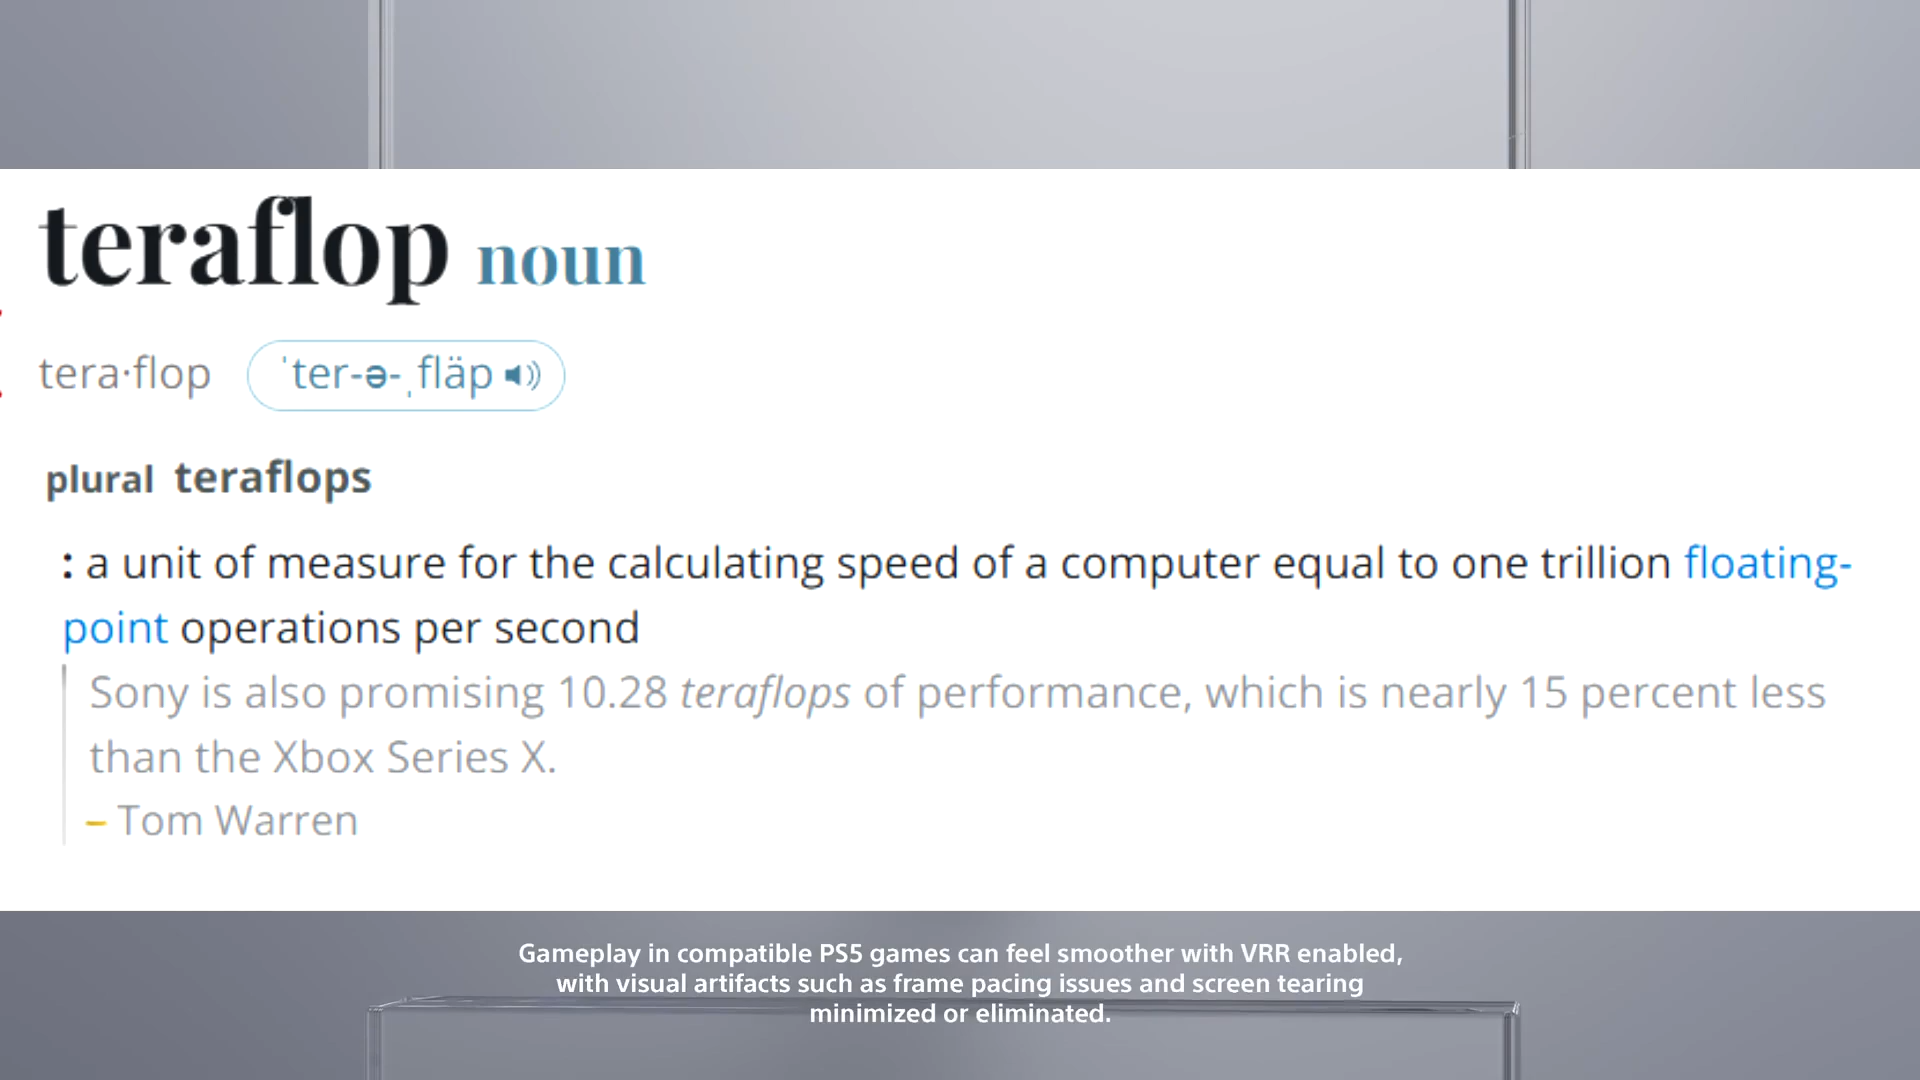 teraflop noun
tera·flop ˈter-ə-ˌfläp
plural teraflops
: a unit of measure for the calculating speed of a computer equal to one trillion floating-
point operations per second
Sony is also promising 10.28 teraflops of performance, which is nearly 15 percent less
than the Xbox Series X.
– Tom Warren
Gameplay in compatible PS5 games can feel smoother with VRR enabled,
with visual artifacts such as frame pacing issues and screen tearing
minimized or eliminated.